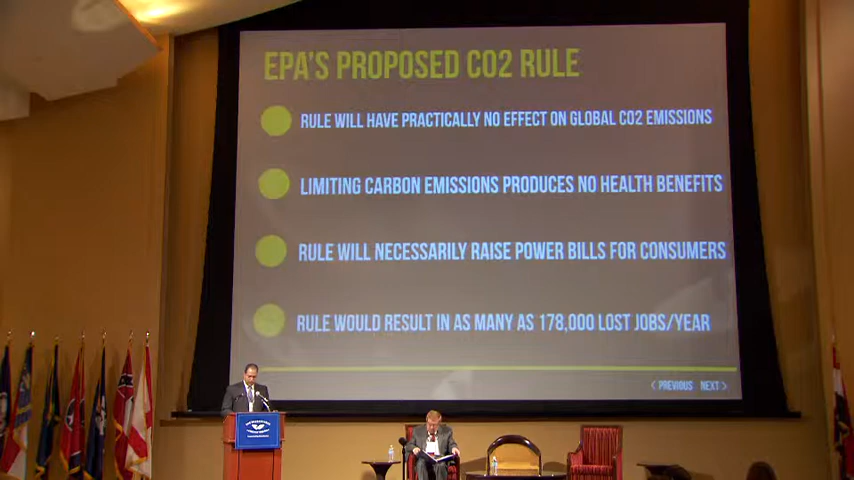 EPA'S PROPOSED CO2 RULE
RULE WILL HAVE PRACTICALLY NO EFFECT ON GLOBAL CO2 EMISSIONS
LIMITING CARBON EMISSIONS PRODUCES NO HEALTH BENEFITS
RULE WILL NECESSARILY RAISE POWER BILLS FOR CONSUMERS
RULE WOULD RESULT IN AS MANY AS 178,000 LOST JOBS/YEAR
< PREVIOUS NEXT >